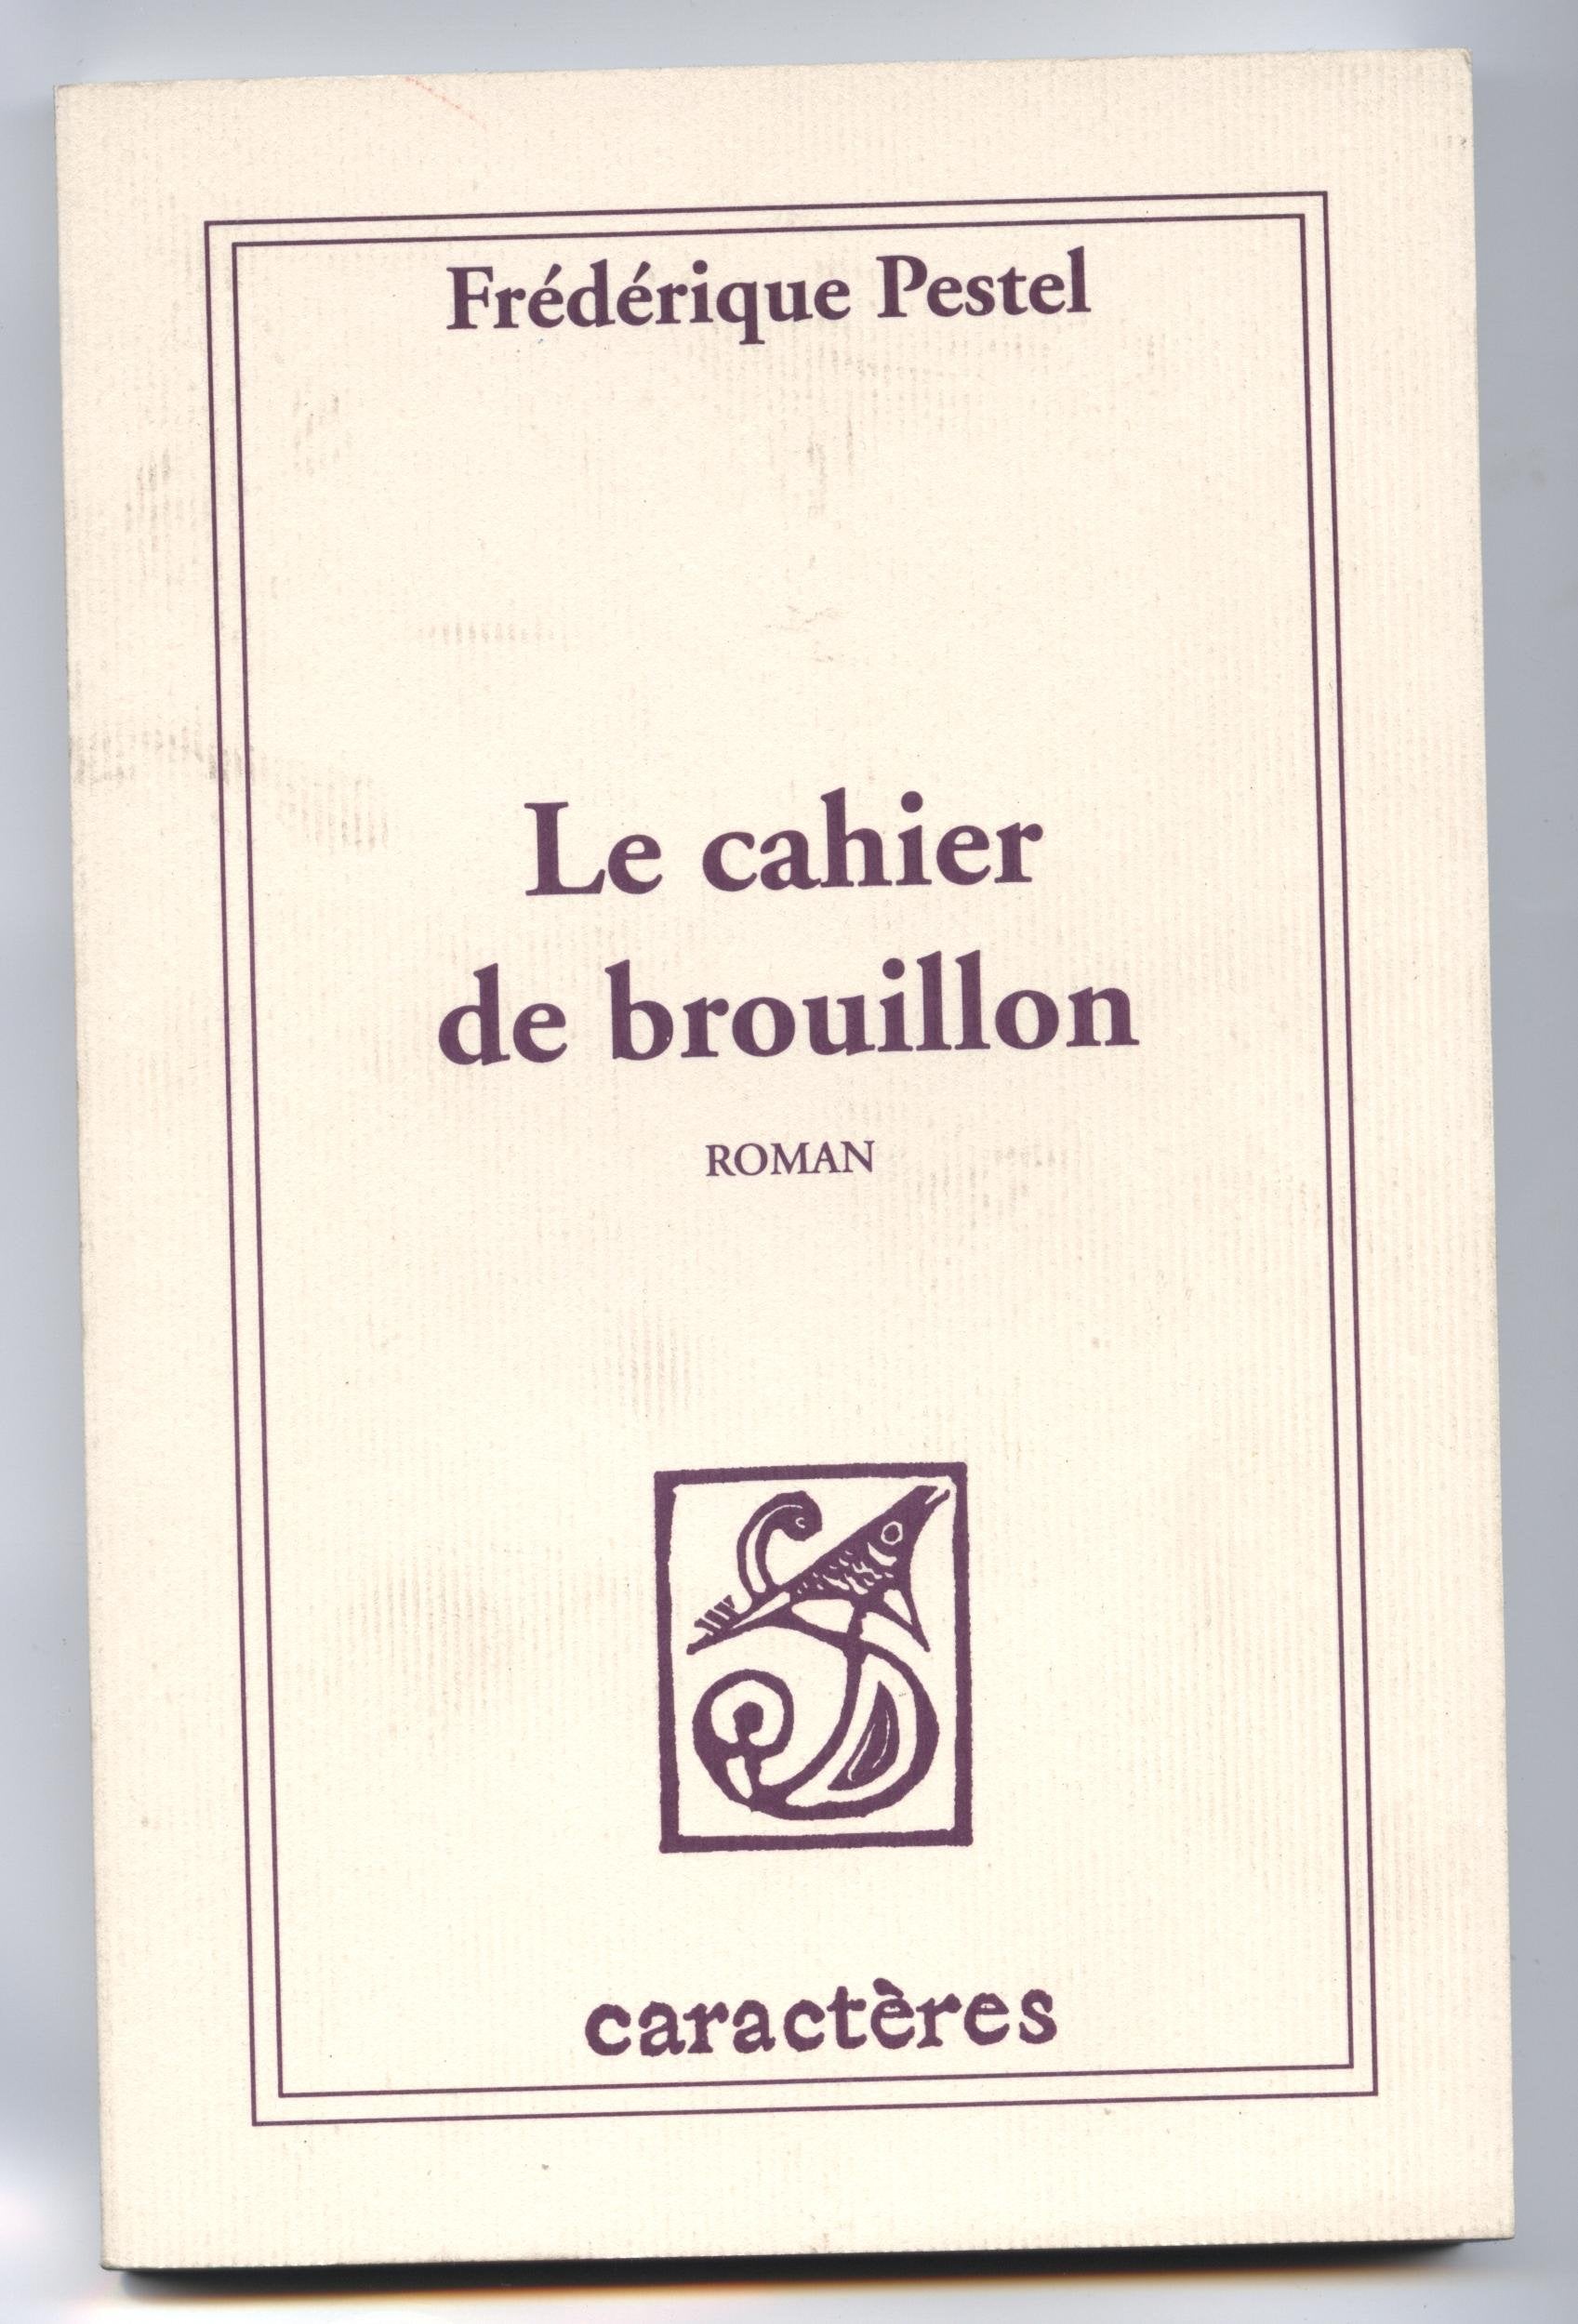 Frédérique Pestel
Le cahier
de brouillon
ROMAN
caractères